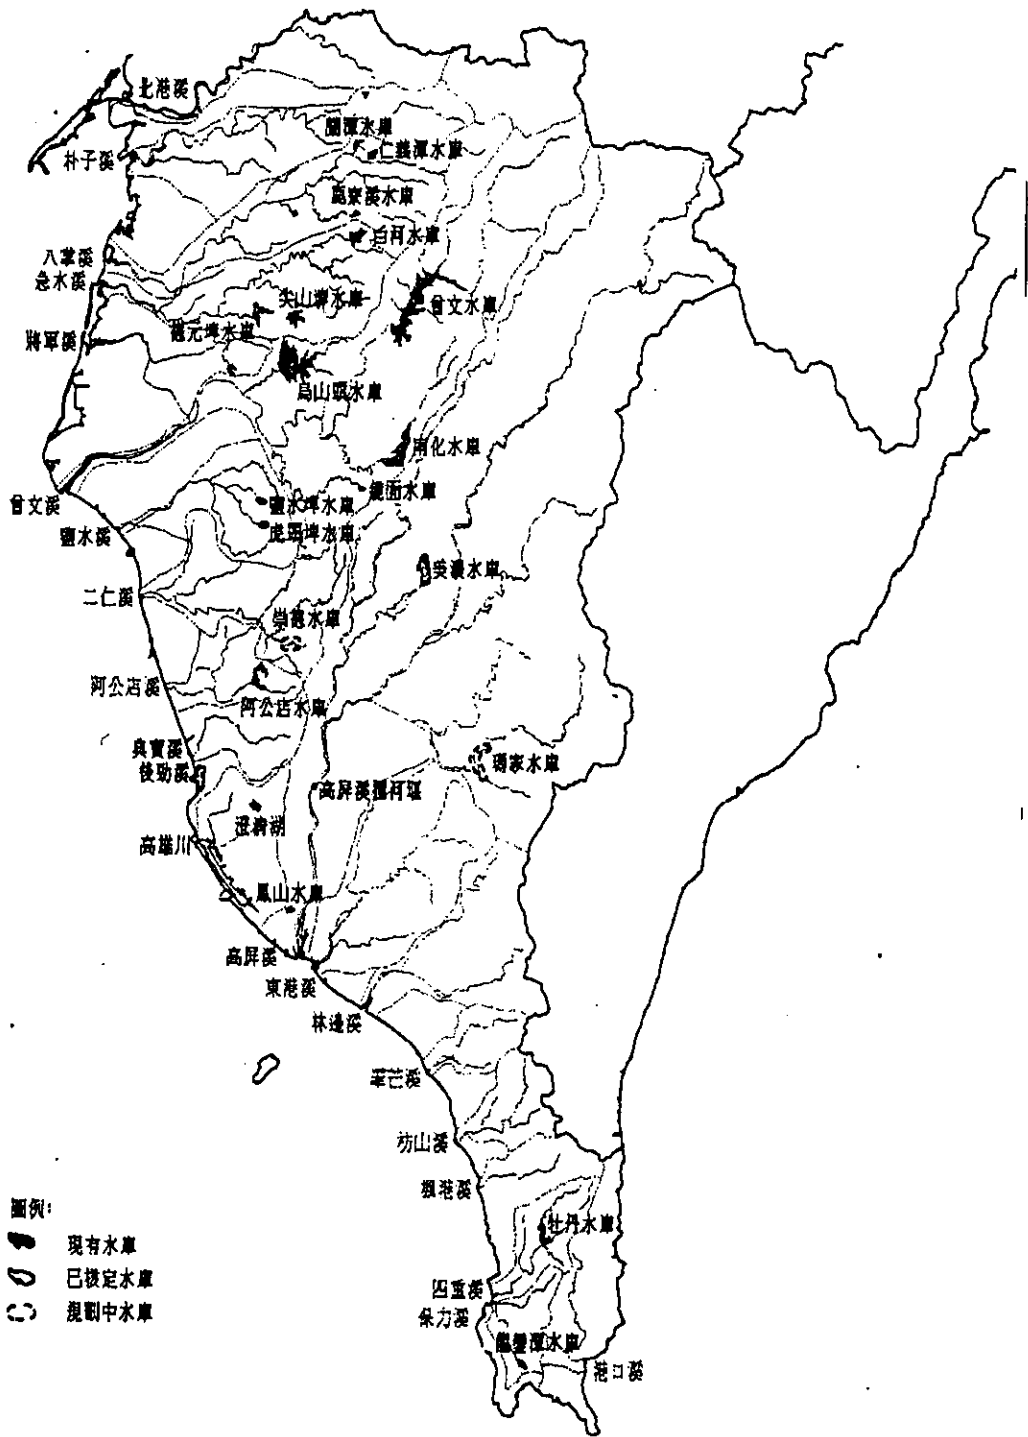 北港溪
蘭潭水庫
仁義潭水庫
朴子溪
鹿寮溪水庫
白河水庫
八掌溪
急水溪
尖山埤水庫
曾文水庫
德元埤水庫
將軍溪
烏山頭水庫
南化水庫
鏡面水庫
曾文溪
鹽水埤水庫
虎頭埤水庫
鹽水溪
美濃水庫
二仁溪
崇德水庫
阿公店溪
阿公店水庫
典寶溪
後勁溪
瑪家水庫
高屏溪攔河堰
澄清湖
高雄川
鳳山水庫
高屏溪
東港溪
林邊溪
率芒溪
枋山溪
楓港溪
圖例:
牡丹水庫
現有水庫
已核定水庫
四重溪
規劃中水庫
保力溪
龍鑾潭水庫
港口溪